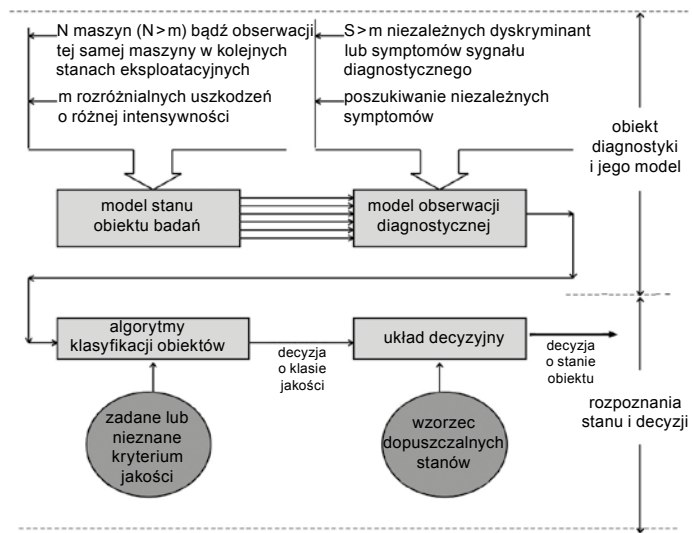 N maszyn (N>m) bądź obserwacji
tej samej maszyny w kolejnych
stanach eksploatacyjnych
m rozróżnialnych uszkodzeń
o różnej intensywności
S>m niezależnych dyskryminant
lub symptomów sygnału
diagnostycznego
poszukiwanie niezależnych
symptomów
obiekt
diagnostyki
i jego model
model stanu
obiektu badań
model obserwacji
diagnostycznej
algorytmy
klasyfikacji obiektów
decyzja
o klasie
jakości
układ decyzyjny
decyzja
o stanie
obiektu
zadane lub
nieznane
kryterium
jakości
wzorzec
dopuszczalnych
stanów
rozpoznania
stanu i decyzji